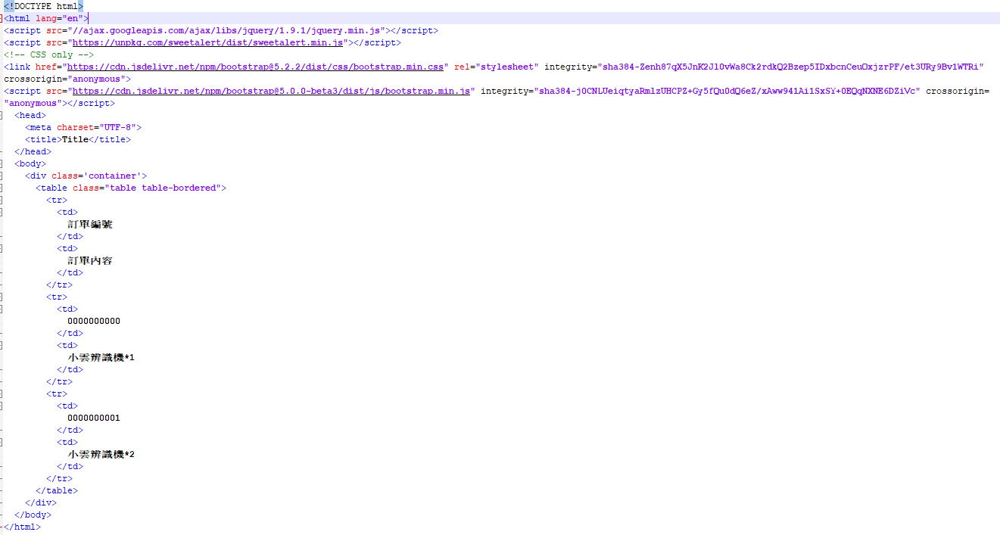 <!DOCTYPE html>
<html lang="en">
<script src="//ajax.googleapis.com/ajax/libs/jquery/1.9.1/jquery.min.js"></script>
<script src="https://unpkg.com/sweetalert/dist/sweetalert.min.js"></script>
<!-- CSS only -->
<link href="https://cdn.jsdelivr.net/npm/bootstrap@5.2.2/dist/css/bootstrap.min.css" rel="stylesheet" integrity="sha384-Zenh87qX5JnK2Jl0vWa8Ck2rdkQ2Bzep5IDxbcnCeuOxjzrPF/et3URy9Bv1WTRi"
crossorigin="anonymous">
<script src="https://cdn.jsdelivr.net/npm/bootstrap@5.0.0-beta3/dist/js/bootstrap.min.js" integrity="sha384-j0CNLUeiqtyaRmlzUHCPZ+Gy5fQu0dQ6eZ/xAww941Ai1SxSY+0EQqNXNE6DZiVc" crossorigin=
"anonymous"></script>
<head>
<meta charset="UTF-8">
<title>Title</title>
</head>
<body>
<div class='container'>
<table class="table table-bordered">
<tr>
<td>
訂單編號
</td>
<td>
訂單內容
</td>
</tr>
<tr>
<td>
0000000000
</td>
<td>
小雲辨識機*1
</td>
</tr>
<tr>
<td>
0000000001
</td>
<td>
小雲辨識機*2
</td>
</tr>
</table>
</div>
</body>
</html>